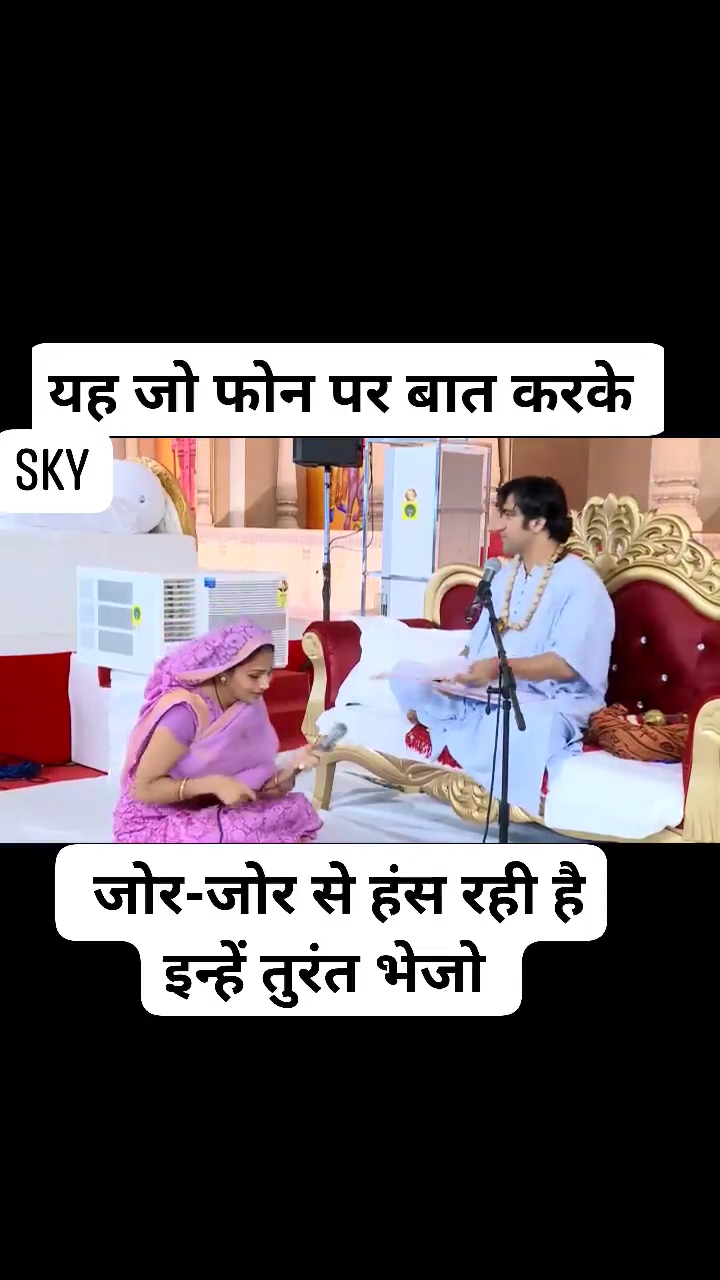 यह जो फोन पर बात करके
SKY
जोर-जोर से हंस रही है
इन्हें तुरंत भेजो